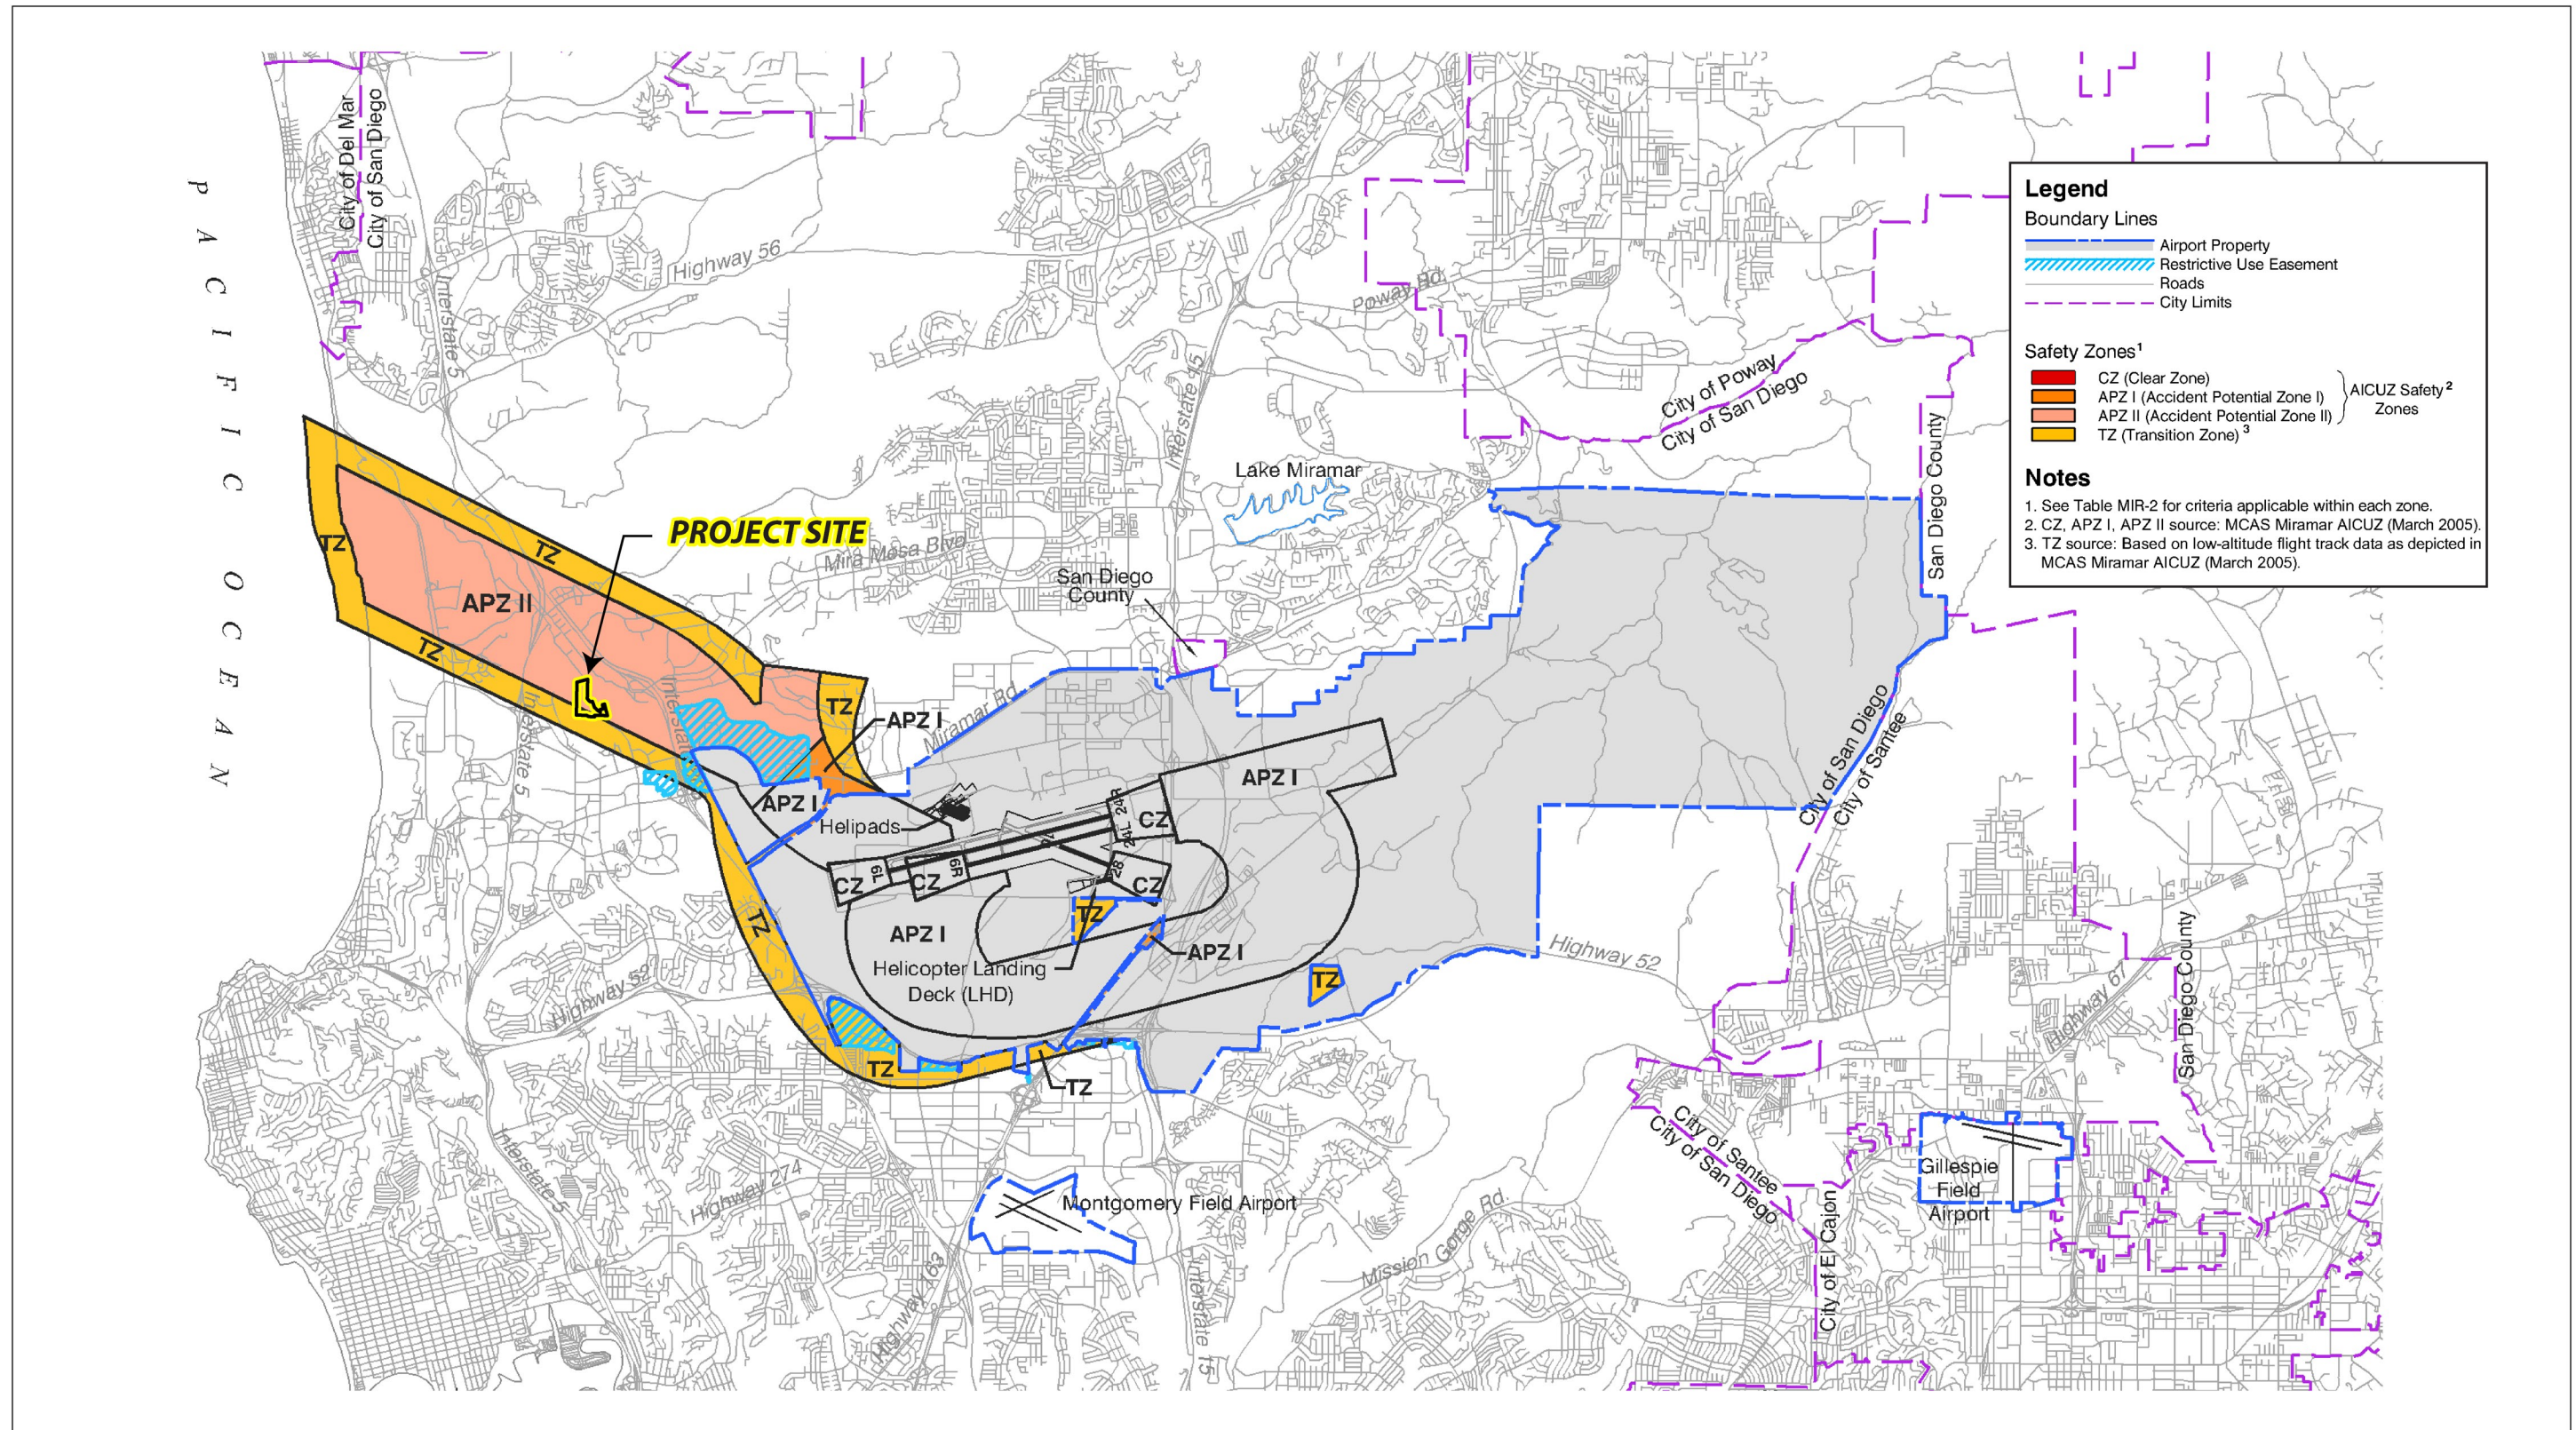 City of Del Mar
City of San Diego
PACIFIC OCEAN
Interstate 5
Highway 56
Poway Rd.
Interstate 15
City of Poway
City of San Diego
San Diego County
Legend
Boundary Lines
Airport Property
Restrictive Use Easement
Roads
City Limits
Safety Zones¹
CZ (Clear Zone)
APZ I (Accident Potential Zone I)
APZ II (Accident Potential Zone II)
TZ (Transition Zone) ³
AICUZ Safety ²
Zones
Notes
1. See Table MIR-2 for criteria applicable within each zone.
2. CZ, APZ I, APZ II source: MCAS Miramar AICUZ (March 2005).
3. TZ source: Based on low-altitude flight track data as depicted in
MCAS Miramar AICUZ (March 2005).
Lake Miramar
PROJECT SITE
Mira Mesa Blvd
San Diego
County
TZ
TZ
APZ II
TZ
Interstate 5
Interstate
TZ
APZ I
Miramar Rd.
APZ I
APZ I
Helipads
CZ
6L
CZ
6R
24R
24L
CZ
28
CZ
TZ
TZ
APZ I
APZ I
Helicopter Landing
Deck (LHD)
TZ
TZ
TZ
City of San Diego
City of Santee
Highway 52
Highway 52
Highway 67
San Diego County
Interstate 5
Highway 274
Highway 163
Interstate 15
Montgomery Field Airport
Mission Gorge Rd.
City of Santee
City of San Diego
City of El Cajon
Gillespie
Field
Airport